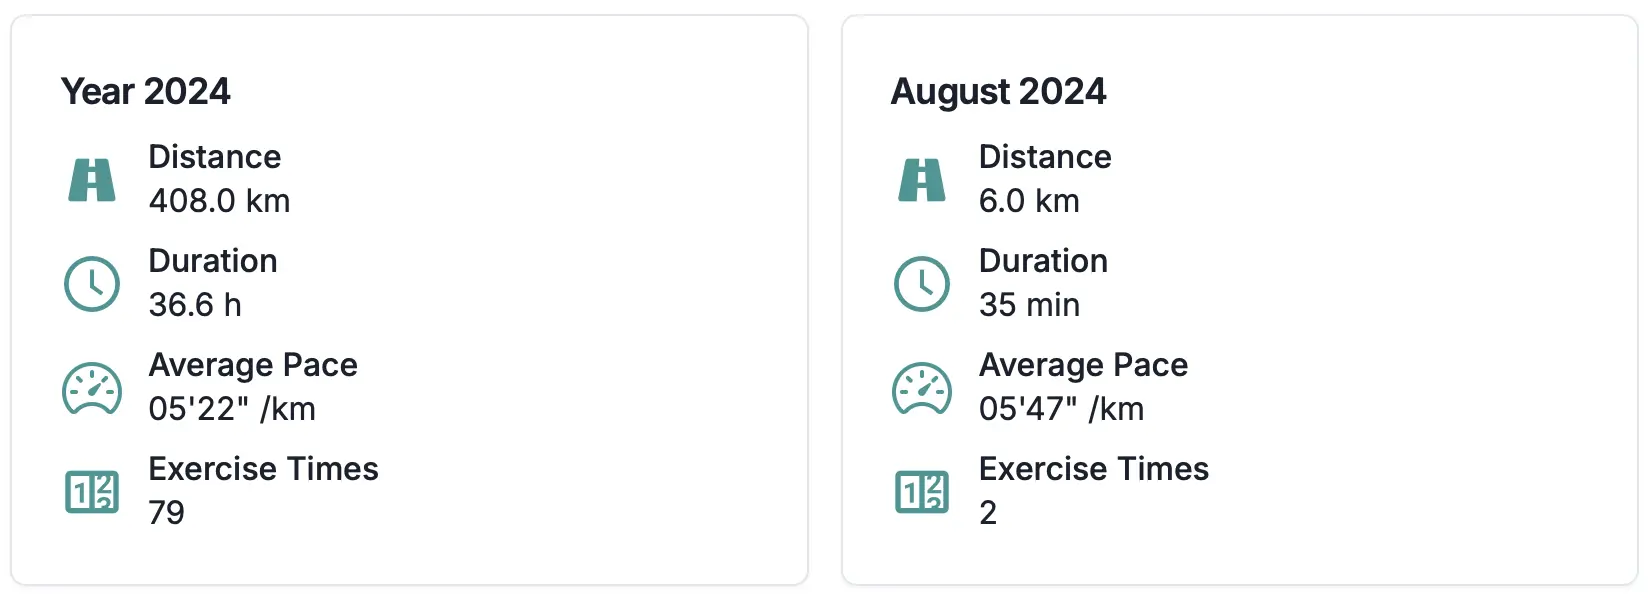 Year 2024
Distance
408.0 km
Duration
36.6 h
Average Pace
05'22" /km
Exercise Times
79
August 2024
Distance
6.0 km
Duration
35 min
Average Pace
05'47" /km
Exercise Times
2